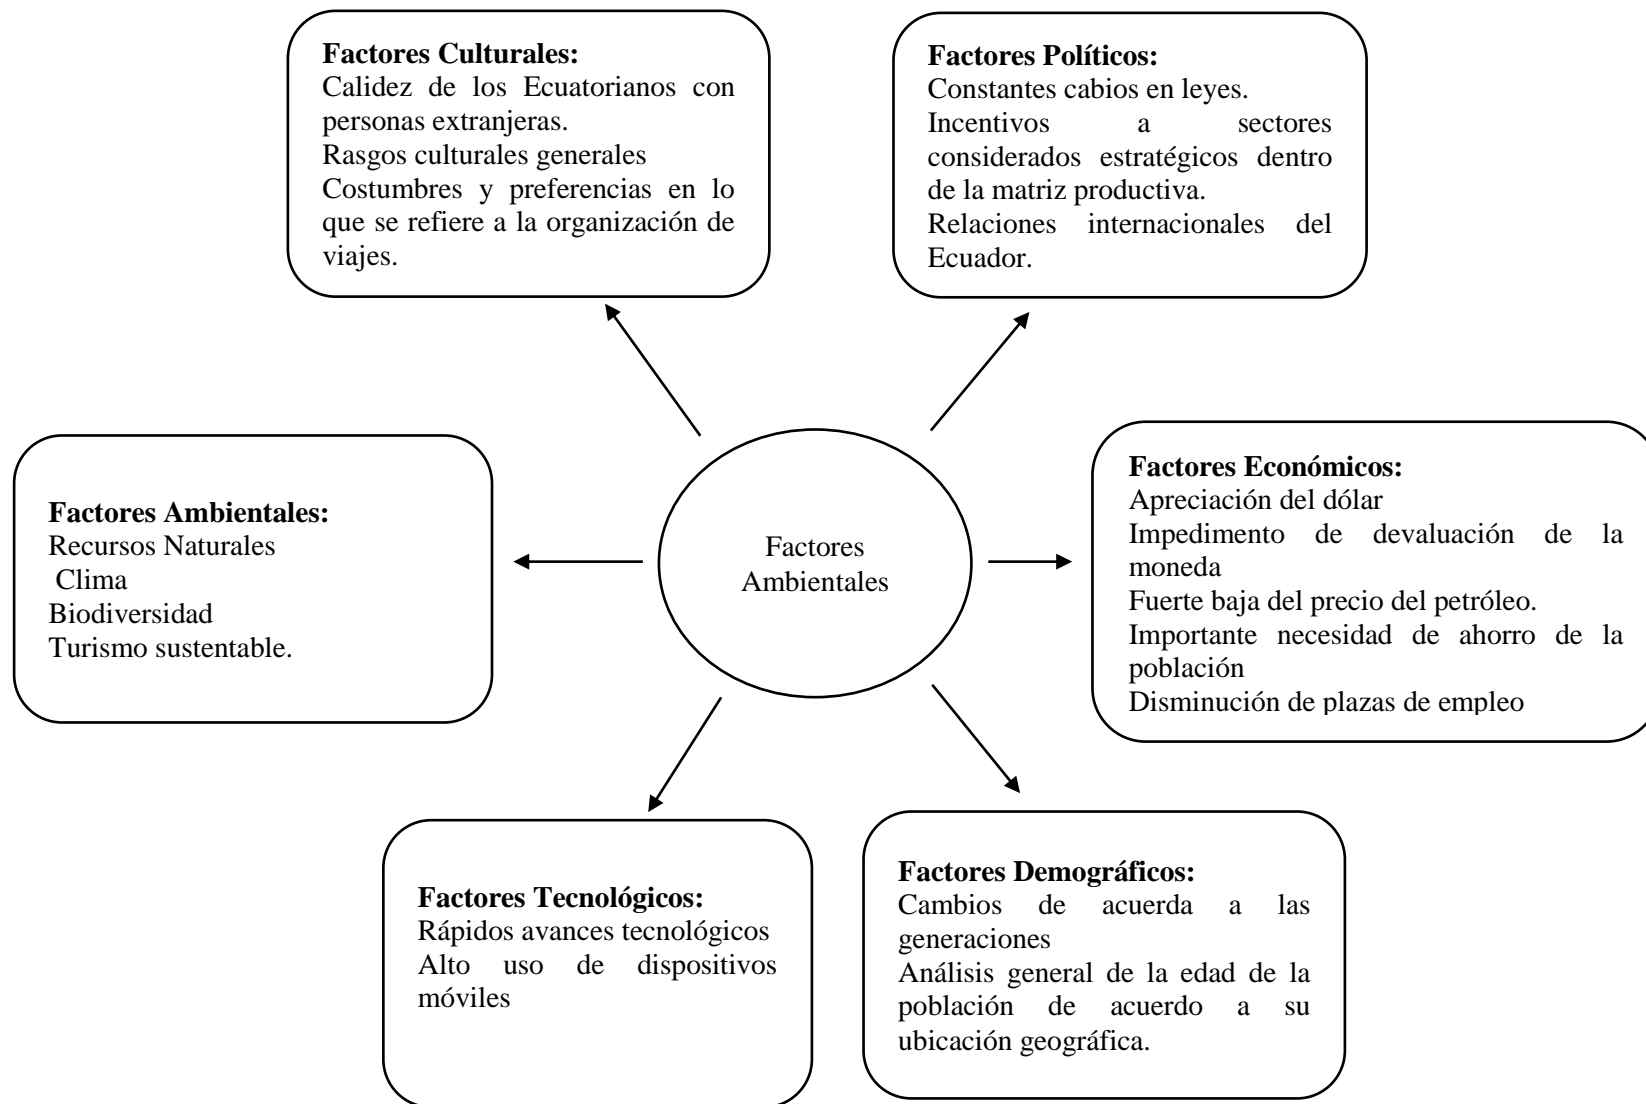 Factores Culturales:
Calidez de los Ecuatorianos con
personas extranjeras.
Rasgos culturales generales
Costumbres y preferencias en lo
que se refiere a la organización de
viajes.
Factores Políticos:
Constantes cabios en leyes.
Incentivos a sectores
considerados estratégicos dentro
de la matriz productiva.
Relaciones internacionales del
Ecuador.
Factores Ambientales:
Recursos Naturales
Clima
Biodiversidad
Turismo sustentable.
Factores
Ambientales
Factores Económicos:
Apreciación del dólar
Impedimento de devaluación de la
moneda
Fuerte baja del precio del petróleo.
Importante necesidad de ahorro de la
población
Disminución de plazas de empleo
Factores Tecnológicos:
Rápidos avances tecnológicos
Alto uso de dispositivos
móviles
Factores Demográficos:
Cambios de acuerda a las
generaciones
Análisis general de la edad de la
población de acuerdo a su
ubicación geográfica.